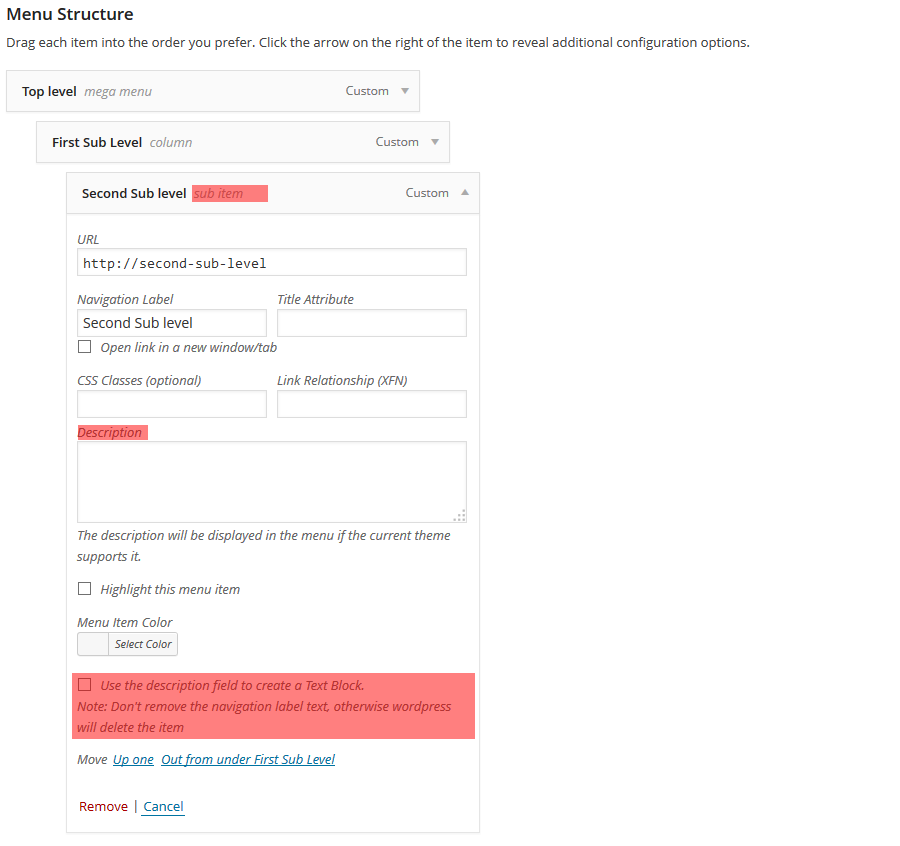 Menu Structure
Drag each item into the order you prefer. Click the arrow on the right of the item to reveal additional configuration options.
Top level mega menu Custom
First Sub Level column Custom
Second Sub level sub item Custom
URL
http://second-sub-level
Navigation Label Title Attribute
Second Sub level
Open link in a new window/tab
CSS Classes (optional) Link Relationship (XFN)
Description
The description will be displayed in the menu if the current theme
supports it.
Highlight this menu item
Menu Item Color
Select Color
Use the description field to create a Text Block.
Note: Don't remove the navigation label text, otherwise wordpress
will delete the item
Move Up one Out from under First Sub Level
Remove | Cancel